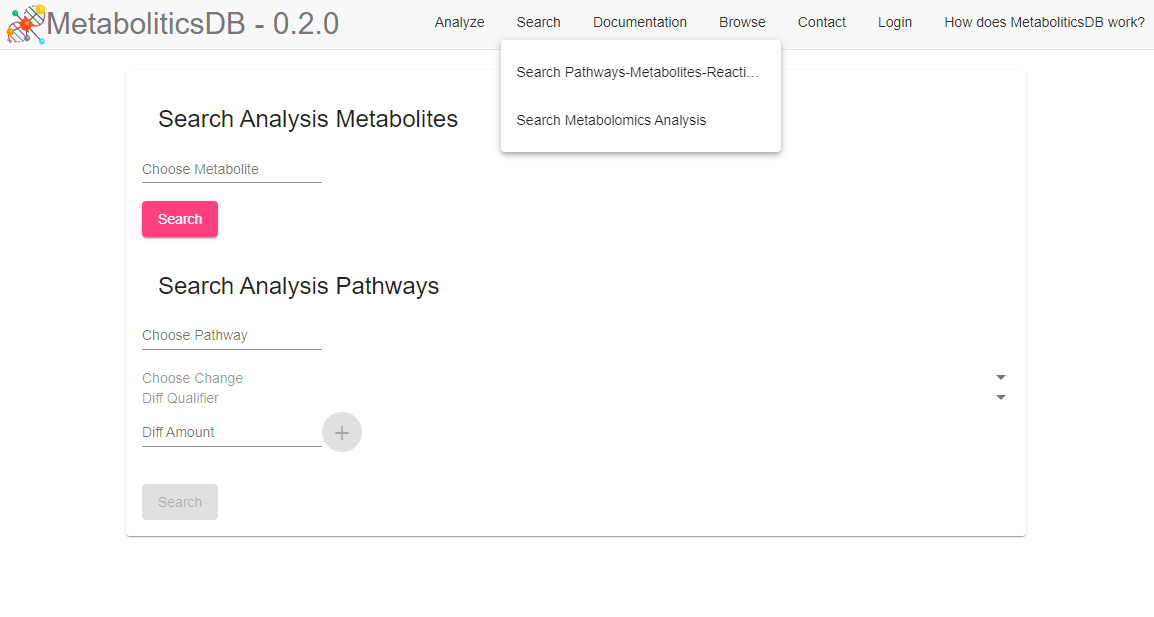 MetaboliticsDB - 0.2.0
Analyze Search Documentation Browse Contact Login How does MetaboliticsDB work?
Search Pathways-Metabolites-Reacti...
Search Metabolomics Analysis
Search Analysis Metabolites
Choose Metabolite
Search
Search Analysis Pathways
Choose Pathway
Choose Change
Diff Qualifier
Diff Amount
Search